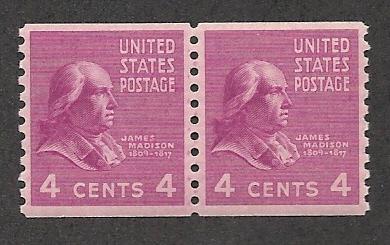 UNITED
STATES
POSTAGE
JAMES
MADISON
1809-1817
4 CENTS 4
UNITED
STATES
POSTAGE
JAMES
MADISON
1809-1817
4 CENTS 4